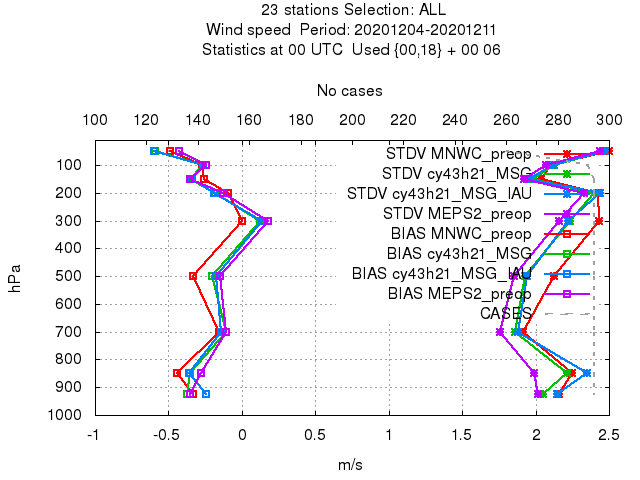 23 stations Selection: ALL
Wind speed  Period: 20201204-20201211
Statistics at 00 UTC  Used {00,18} + 00 06
No cases
100 120 140 160 180 200 220 240 260 280 300
STDV MNWC_preop
STDV cy43h21_MSG
STDV cy43h21_MSG_IAU
STDV MEPS2_preop
BIAS MNWC_preop
BIAS cy43h21_MSG
BIAS cy43h21_MSG_IAU
BIAS MEPS2_preop
CASES
hPa
100
200
300
400
500
600
700
800
900
1000
-1 -0.5 0 0.5 1 1.5 2 2.5
m/s